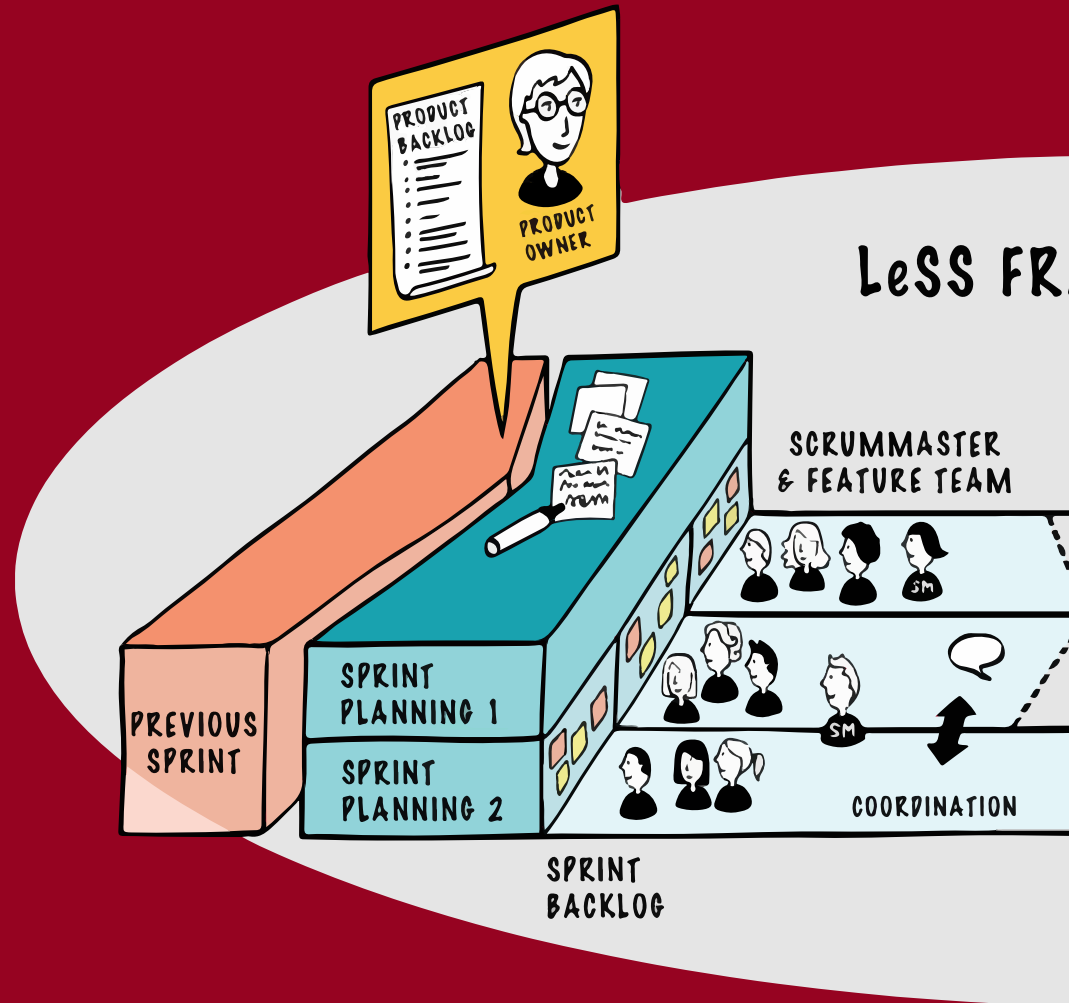 PRODUCT
BACKLOG
PRODUCT
OWNER
LeSS FR
SCRUMMASTER
& FEATURE TEAM
SM
SM
PREVIOUS
SPRINT
SPRINT
PLANNING 1
SPRINT
PLANNING 2
COORDINATION
SPRINT
BACKLOG